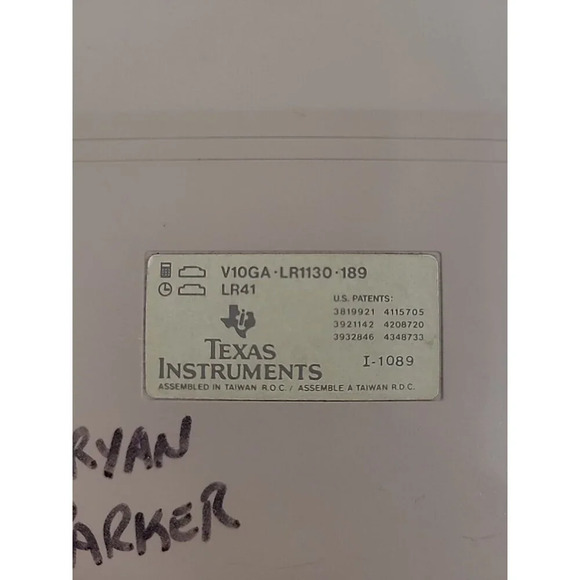 V10GA·LR1130·189
LR41
U.S. PATENTS:
3819921 4115705
3921142 4208720
3932846 4348733
TEXAS
INSTRUMENTS
I-1089
ASSEMBLED IN TAIWAN R.O.C. / ASSEMBLE A TAIWAN R.D.C.
RYAN
PARKER